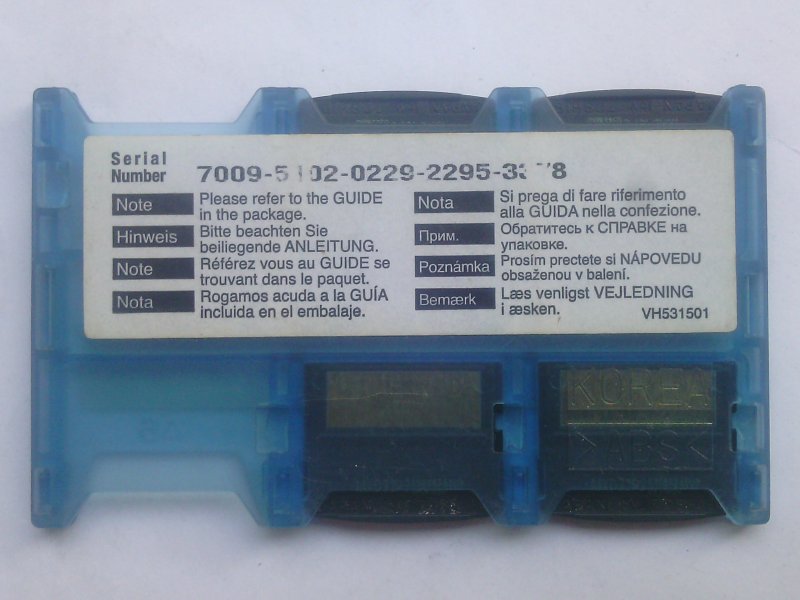 Serial
Number
Note
Please refer to the GUIDE
in the package.
Hinweis
Bitte beachten Sie
beiliegende ANLEITUNG.
Note
Référez vous au GUIDE se
trouvant dans le paquet.
Nota
Rogamos acuda a la GUÍA
incluida en el embalaje.
Nota
Si prega di fare riferimento
alla GUIDA nella confezione.
Прим.
Обратитесь к СПРАВКЕ на
упаковке.
Poznámka
Prosím prectete si NÁPOVEDU
obsaženou v balení.
Bemærk
Læs venligst VEJLEDNING
i æsken.
VH531501
KOREA
>ABS<